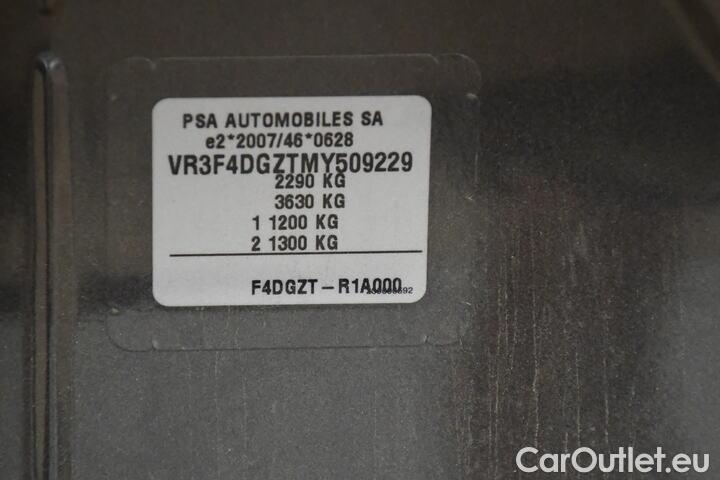 PSA AUTOMOBILES SA
e2*2007/46*0628
VR3F4DGZTMY509229
2290 KG
3630 KG
1 1200 KG
2 1300 KG
F4DGZT - R1A000
CarOutlet.eu